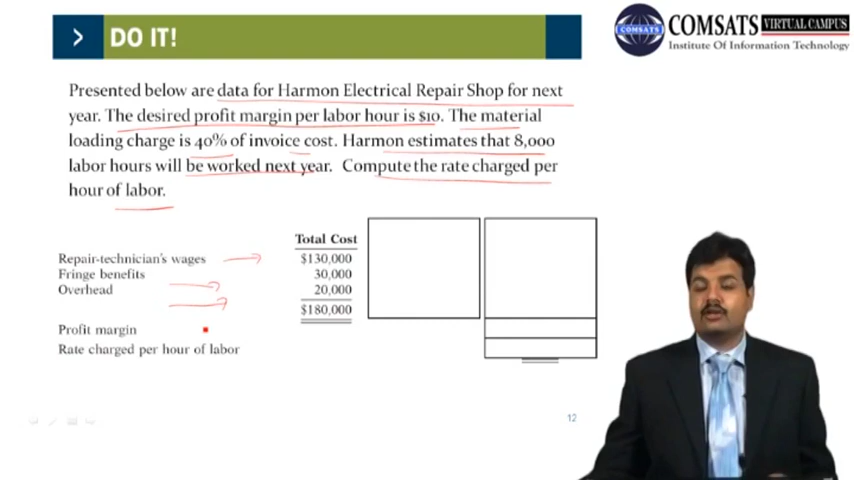 > DO IT!
COMSATS VIRTUAL CAMPUS
Institute Of Information Technology
COMSATS
Presented below are data for Harmon Electrical Repair Shop for next
year. The desired profit margin per labor hour is $10. The material
loading charge is 40% of invoice cost. Harmon estimates that 8,000
labor hours will be worked next year. Compute the rate charged per
hour of labor.
Total Cost
Repair-technician's wages $130,000
Fringe benefits 30,000
Overhead 20,000
$180,000
Profit margin
Rate charged per hour of labor
12